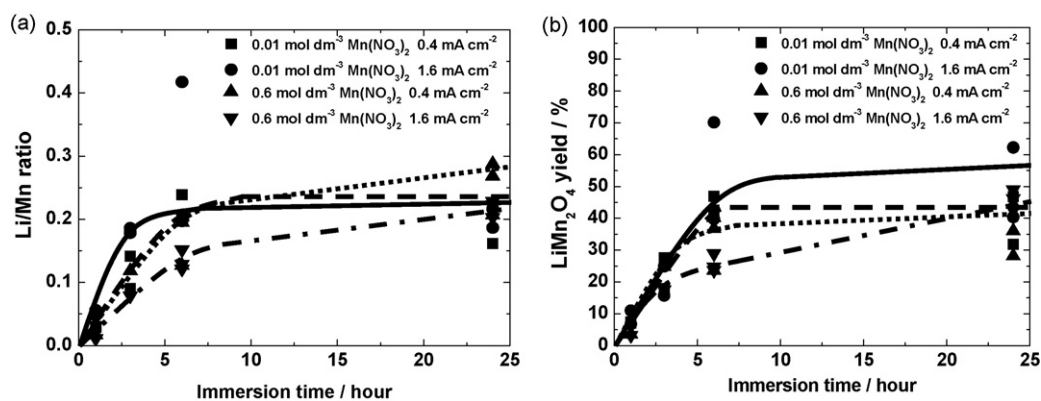 (a)
0.5
0.4
0.3
0.2
0.1
0.0
Li/Mn ratio
0.01 mol dm⁻³ Mn(NO₃)₂ 0.4 mA cm⁻²
0.01 mol dm⁻³ Mn(NO₃)₂ 1.6 mA cm⁻²
0.6 mol dm⁻³ Mn(NO₃)₂ 0.4 mA cm⁻²
0.6 mol dm⁻³ Mn(NO₃)₂ 1.6 mA cm⁻²
0 5 10 15 20 25
Immersion time / hour
(b)
100
90
80
70
60
50
40
30
20
10
0
LiMn₂O₄ yield / %
0.01 mol dm⁻³ Mn(NO₃)₂ 0.4 mA cm⁻²
0.01 mol dm⁻³ Mn(NO₃)₂ 1.6 mA cm⁻²
0.6 mol dm⁻³ Mn(NO₃)₂ 0.4 mA cm⁻²
0.6 mol dm⁻³ Mn(NO₃)₂ 1.6 mA cm⁻²
0 5 10 15 20 25
Immersion time / hour